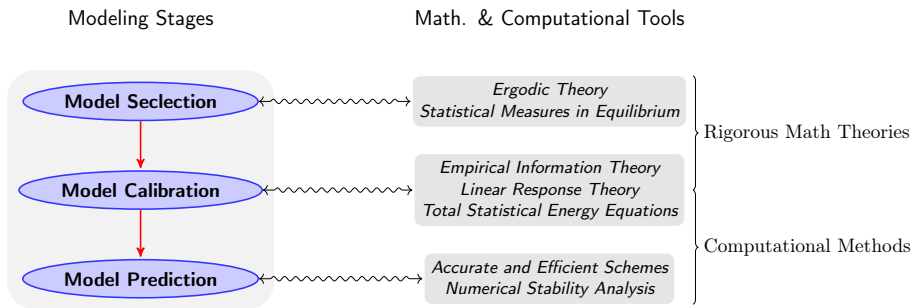 Modeling Stages
Math. & Computational Tools
Model Seclection
Ergodic Theory
Statistical Measures in Equilibrium
Rigorous Math Theories
Model Calibration
Empirical Information Theory
Linear Response Theory
Total Statistical Energy Equations
Computational Methods
Model Prediction
Accurate and Efficient Schemes
Numerical Stability Analysis